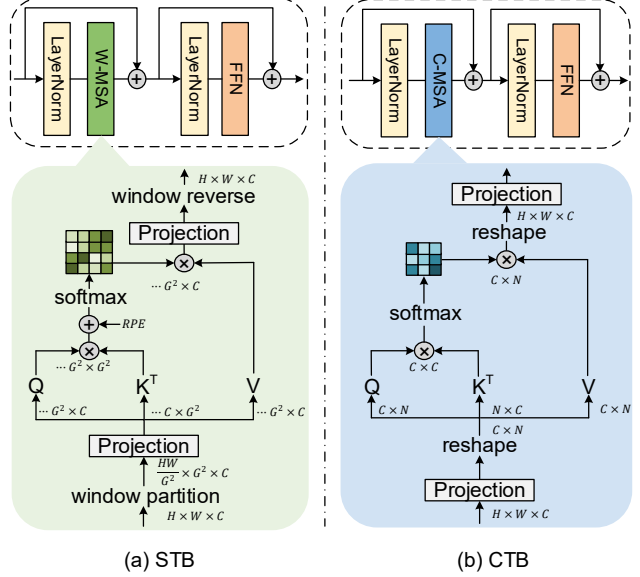 LayerNorm
W-MSA
+
LayerNorm
FFN
+
H × W × C
window reverse
Projection
×
⋯ G² × C
softmax
+
RPE
×
⋯ G² × G²
Q
Kᵀ
V
⋯ G² × C
⋯ C × G²
⋯ G² × C
Projection
HW/G² × G² × C
window partition
H × W × C
(a) STB
LayerNorm
C-MSA
+
LayerNorm
FFN
+
Projection
H × W × C
reshape
×
C × N
softmax
×
C × C
Q
Kᵀ
V
C × N
N × C
C × N
C × N
reshape
Projection
H × W × C
(b) CTB